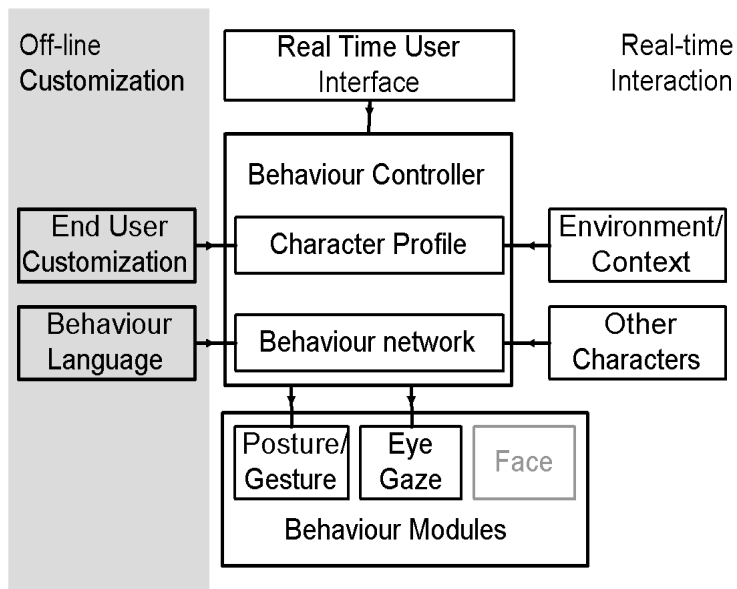 Off-line
Customization
Real Time User
Interface
Real-time
Interaction
Behaviour Controller
End User
Customization
Character Profile
Environment/
Context
Behaviour
Language
Behaviour network
Other
Characters
Posture/
Gesture
Eye
Gaze
Face
Behaviour Modules